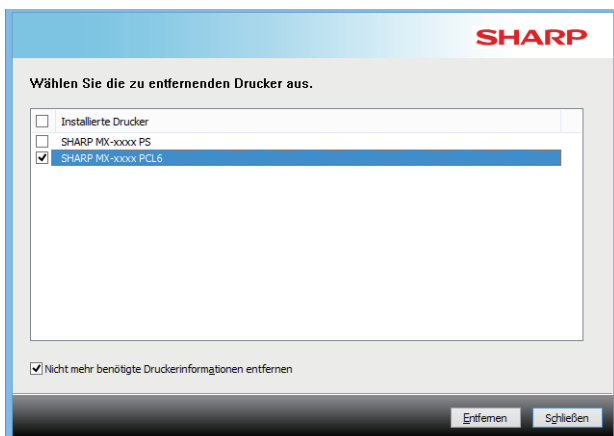 SHARP
Wählen Sie die zu entfernenden Drucker aus.
Installierte Drucker
SHARP MX-xxxx PS
SHARP MX-xxxx PCL6
Nicht mehr benötigte Druckerinformationen entfernen
Entfernen Schließen